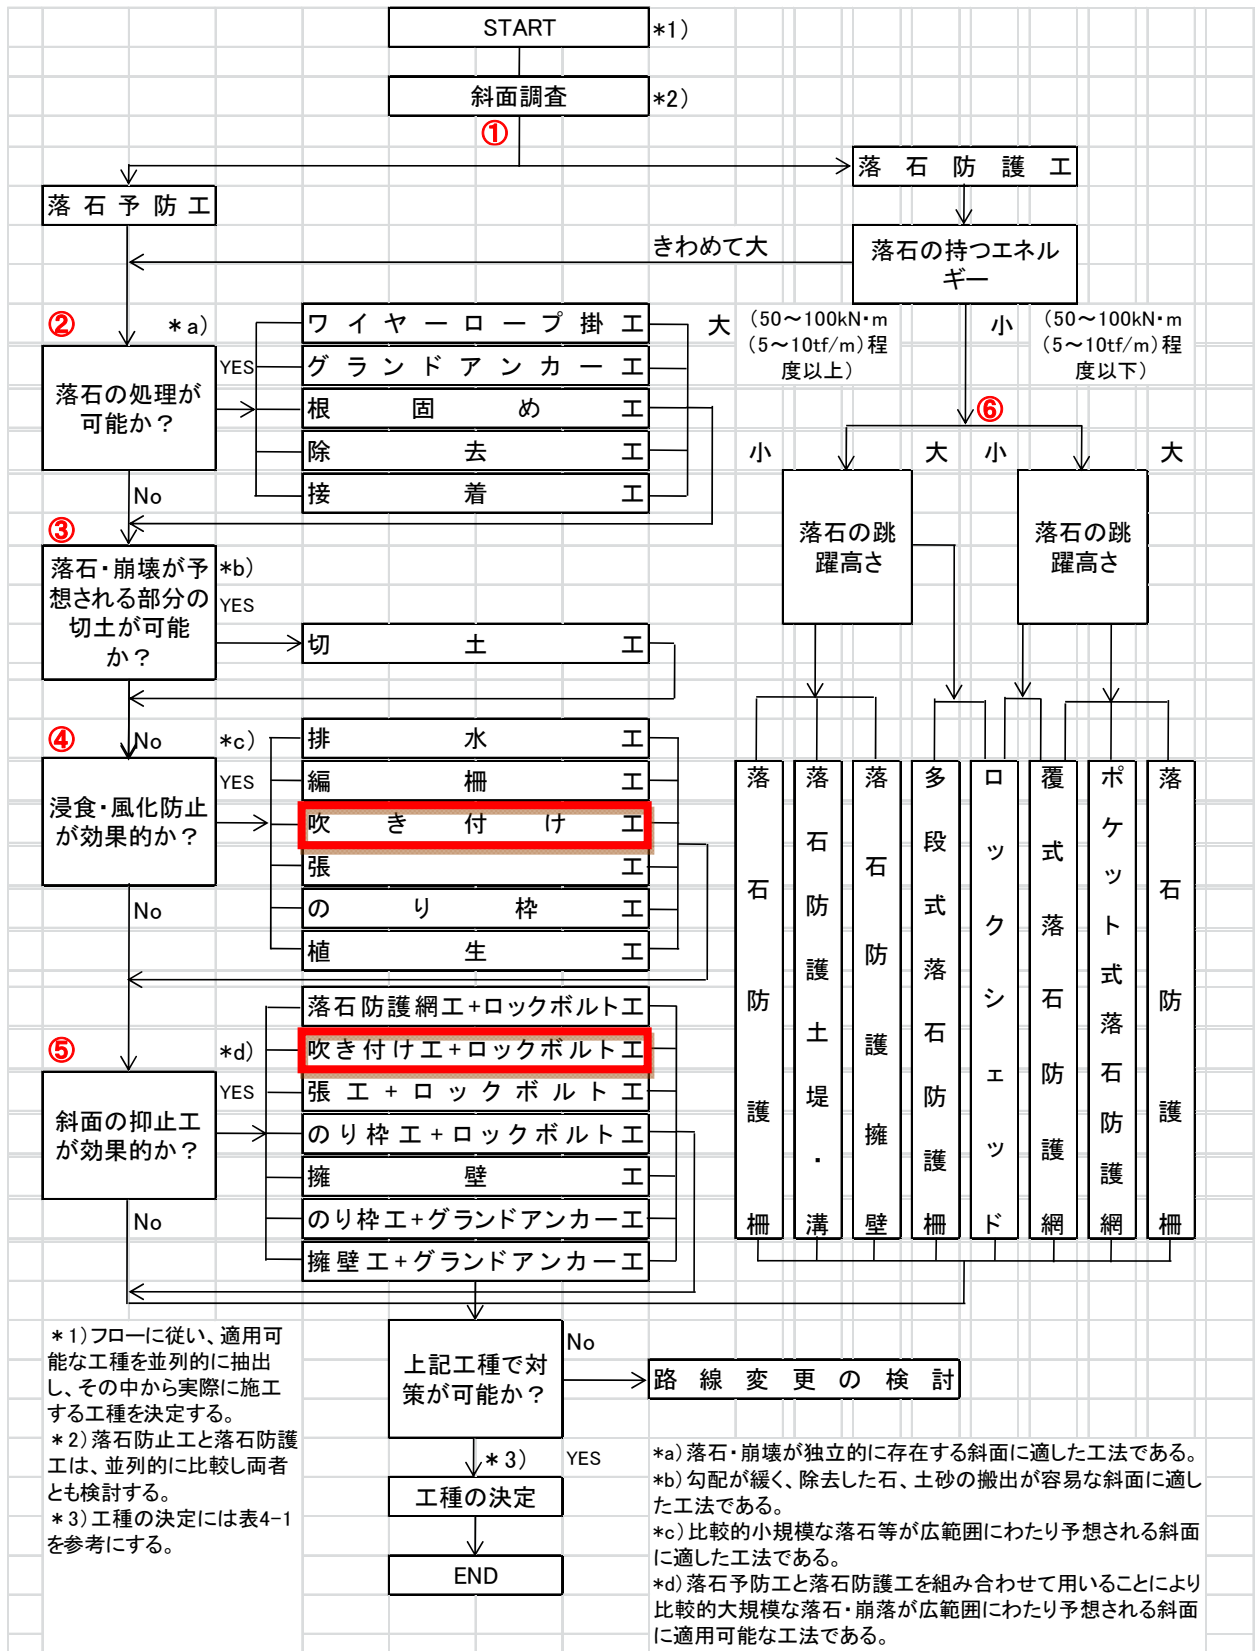 START
*1)
斜面調査
*2)
①
落石防護工
落石予防工
きわめて大
落石の持つエネル
ギー
②
*a)
落石の処理が
可能か？
YES
No
ワイヤーロープ掛工
グランドアンカー工
根固め工
除去工
接着工
大
(50～100kN・m
(5～10tf/m)程
度以上)
小
(50～100kN・m
(5～10tf/m)程
度以下)
⑥
小
大
小
大
落石の跳
躍高さ
落石の跳
躍高さ
③
落石・崩壊が予
想される部分の
切土が可能
か？
*b)
YES
切土工
No
④
*c)
YES
浸食・風化防止
が効果的か？
No
排水工
編柵工
吹き付け工
張工
のり枠工
植生工
落石防護柵
落石防護土堤・溝
落石防護擁壁
多段式落石防護柵
ロックシェッド
覆式落石防護網
ポケット式落石防護網
落石防護柵
⑤
*d)
YES
斜面の抑止工
が効果的か？
No
落石防護網工+ロックボルト工
吹き付け工+ロックボルト工
張工+ロックボルト工
のり枠工+ロックボルト工
擁壁工
のり枠工+グランドアンカー工
擁壁工+グランドアンカー工
上記工種で対
策が可能か？
No
路線変更の検討
*3)
YES
工種の決定
END
*1)フローに従い、適用可
能な工種を並列的に抽出
し、その中から実際に施工
する工種を決定する。
*2)落石防止工と落石防護
工は、並列的に比較し両者
とも検討する。
*3)工種の決定には表4-1
を参考にする。
*a)落石・崩壊が独立的に存在する斜面に適した工法である。
*b)勾配が緩く、除去した石、土砂の搬出が容易な斜面に適し
た工法である。
*c)比較的小規模な落石等が広範囲にわたり予想される斜面
に適した工法である。
*d)落石予防工と落石防護工を組み合わせて用いることにより
比較的大規模な落石・崩落が広範囲にわたり予想される斜面
に適用可能な工法である。